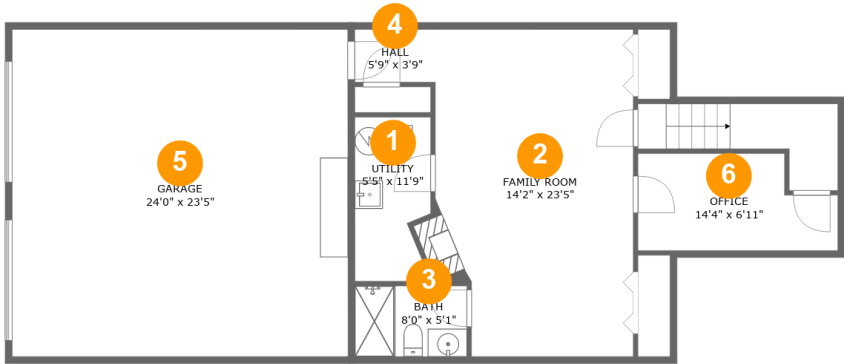 4
HALL
5'9" x 3'9"
1
UTILITY
5'5" x 11'9"
2
FAMILY ROOM
14'2" x 23'5"
5
GARAGE
24'0" x 23'5"
6
OFFICE
14'4" x 6'11"
3
BATH
8'0" x 5'1"